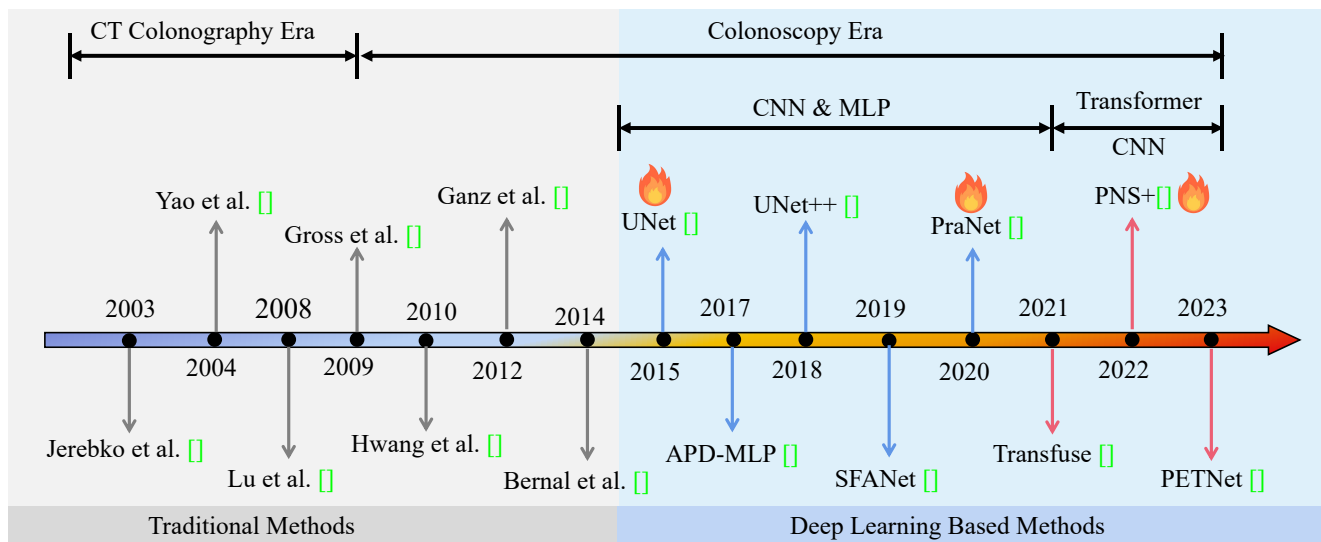 CT Colonography Era
Colonoscopy Era
CNN & MLP
Transformer
CNN
Yao et al. []
Gross et al. []
Ganz et al. []
UNet []
UNet++ []
PraNet []
PNS+[]
2003
2008
2010
2014
2017
2019
2021
2023
2004
2009
2012
2015
2018
2020
2022
Jerebko et al. []
Lu et al. []
Hwang et al. []
Bernal et al. []
APD-MLP []
SFANet []
Transfuse []
PETNet []
Traditional Methods
Deep Learning Based Methods